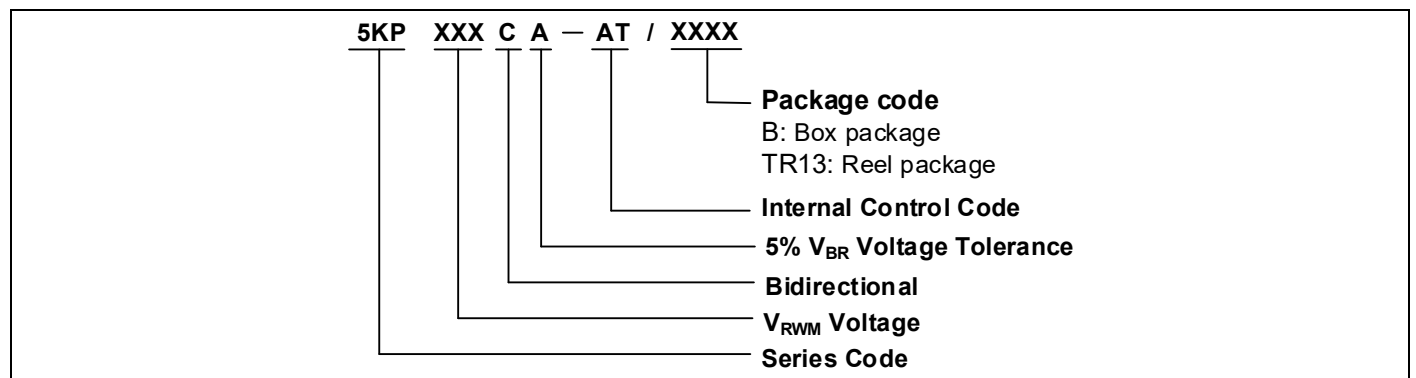 5KP XXX C A — AT / XXXX
Package code
B: Box package
TR13: Reel package
Internal Control Code
5% VBR Voltage Tolerance
Bidirectional
VRWM Voltage
Series Code